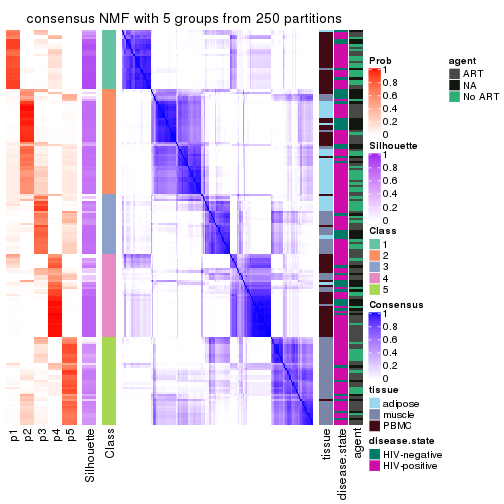 consensus NMF with 5 groups from 250 partitions
p1
p2
p3
p4
p5
Silhouette
Class
tissue
disease.state
agent
Prob
1
0.8
0.6
0.4
0.2
0
Silhouette
1
0.8
0.6
0.4
0.2
0
Class
1
2
3
4
5
Consensus
1
0.8
0.6
0.4
0.2
0
tissue
adipose
muscle
PBMC
disease.state
HIV-negative
HIV-positive
agent
ART
NA
No ART